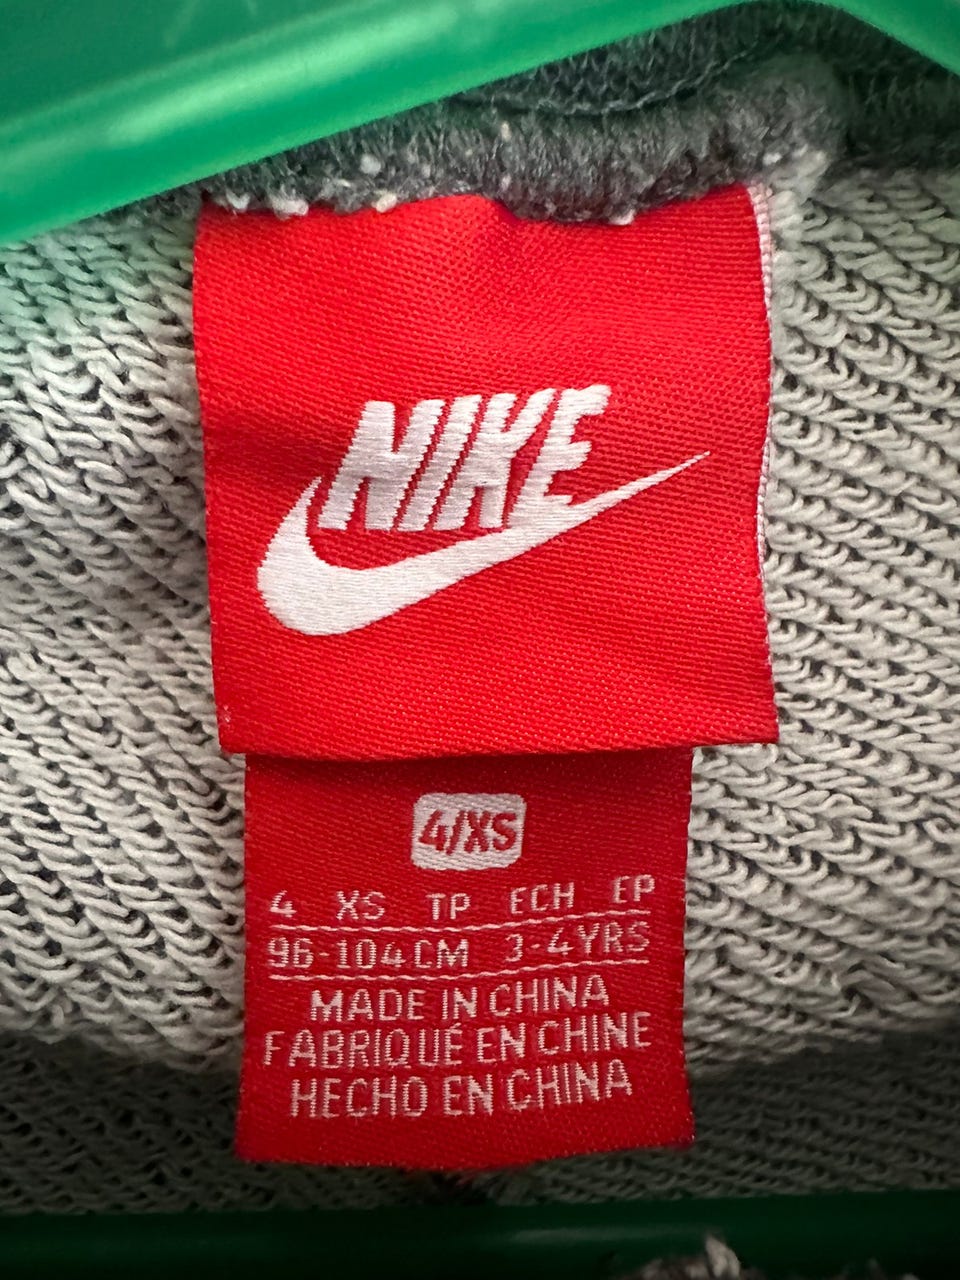 NIKE
4/XS
4 XS TP ECH EP
96-104CM 3-4YRS
MADE IN CHINA
FABRIQUÉ EN CHINE
HECHO EN CHINA